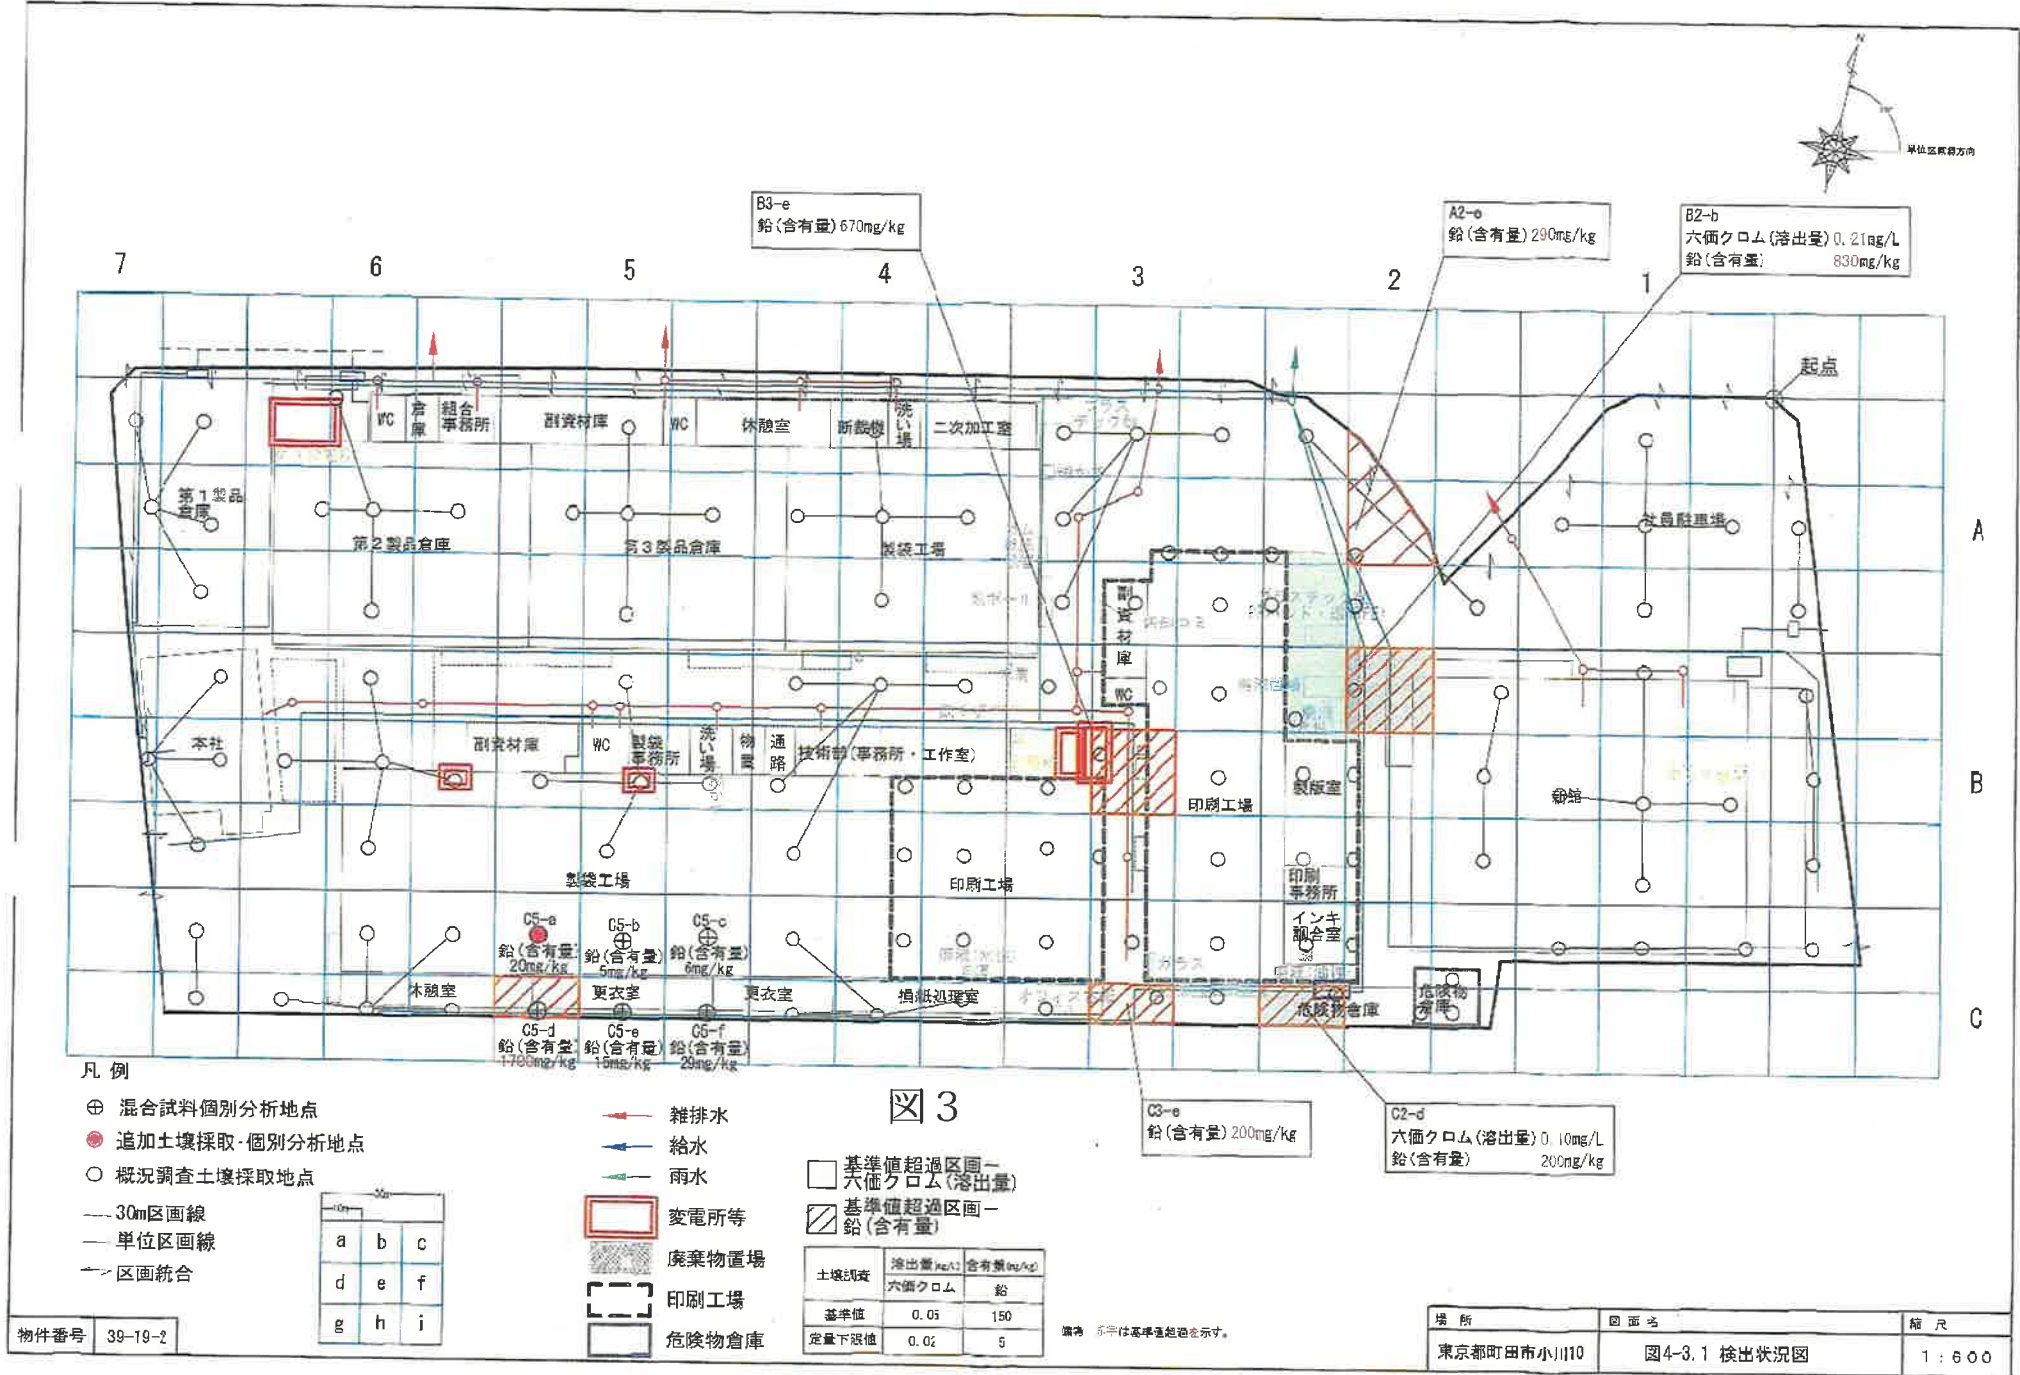 N
単位区画線方向
B3-e
鉛(含有量)670mg/kg
A2-e
鉛(含有量)290mg/kg
B2-b
六価クロム(溶出量)0.21mg/L
鉛(含有量) 830mg/kg
7
6
5
4
3
2
1
起点
WC
倉庫
組合
事務所
副資材庫
WC
休憩室
断裁機
洗い場
二次加工室
第1製品
倉庫
第2製品倉庫
第3製品倉庫
製袋工場
社員駐車場
A
副資材庫
WC
本社
副資材庫
WC
製袋
事務所
洗い場
物置
通路
技術部(事務所・工作室)
印刷工場
製版室
新館
B
製袋工場
印刷工場
印刷
事務所
インキ
調合室
C5-a
鉛(含有量)
20mg/kg
C5-b
鉛(含有量)
5mg/kg
C5-c
鉛(含有量)
6mg/kg
ガラス
休憩室
更衣室
更衣室
損紙処理室
危険物倉庫
危険物
倉庫
C
C5-d
鉛(含有量)
1700mg/kg
C5-e
鉛(含有量)
15mg/kg
C5-f
鉛(含有量)
29mg/kg
凡例
混合試料個別分析地点
追加土壌採取・個別分析地点
概況調査土壌採取地点
30m区画線
単位区画線
区画統合
30m
10m
a b c
d e f
g h i
雑排水
給水
雨水
変電所等
廃棄物置場
印刷工場
危険物倉庫
図3
基準値超過区画ー
六価クロム(溶出量)
基準値超過区画ー
鉛(含有量)
土壌調査 溶出量(mg/L) 含有量(mg/kg)
六価クロム 鉛
基準値 0.05 150
定量下限値 0.02 5
備考 赤字は基準値超過を示す。
C3-e
鉛(含有量)200mg/kg
C2-d
六価クロム(溶出量)0.10mg/L
鉛(含有量) 200mg/kg
物件番号 39-19-2
場所 図面名 縮尺
東京都町田市小川10 図4-3.1 検出状況図 1:600